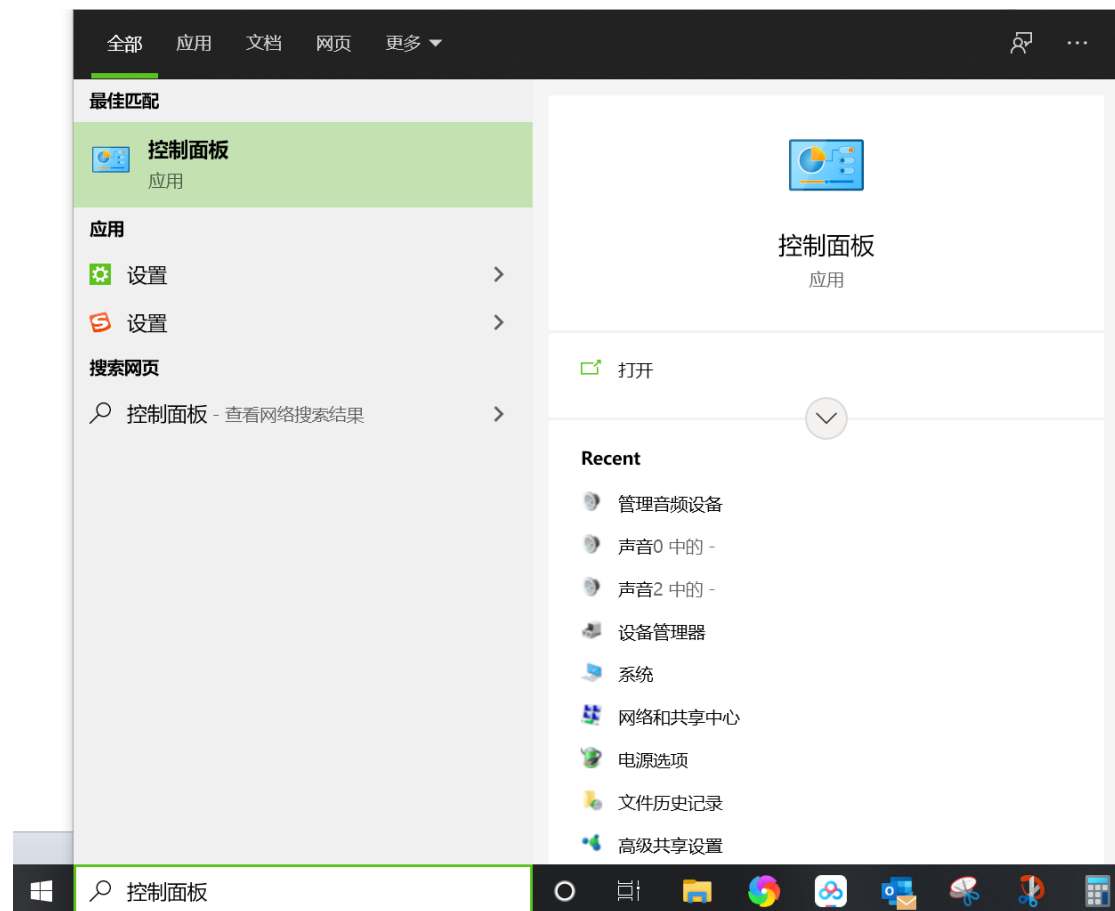 全部 应用 文档 网页 更多
最佳匹配
控制面板
应用
应用
设置
设置
搜索网页
控制面板 - 查看网络搜索结果
控制面板
应用
打开
Recent
管理音频设备
声音0 中的 -
声音2 中的 -
设备管理器
系统
网络和共享中心
电源选项
文件历史记录
高级共享设置
控制面板